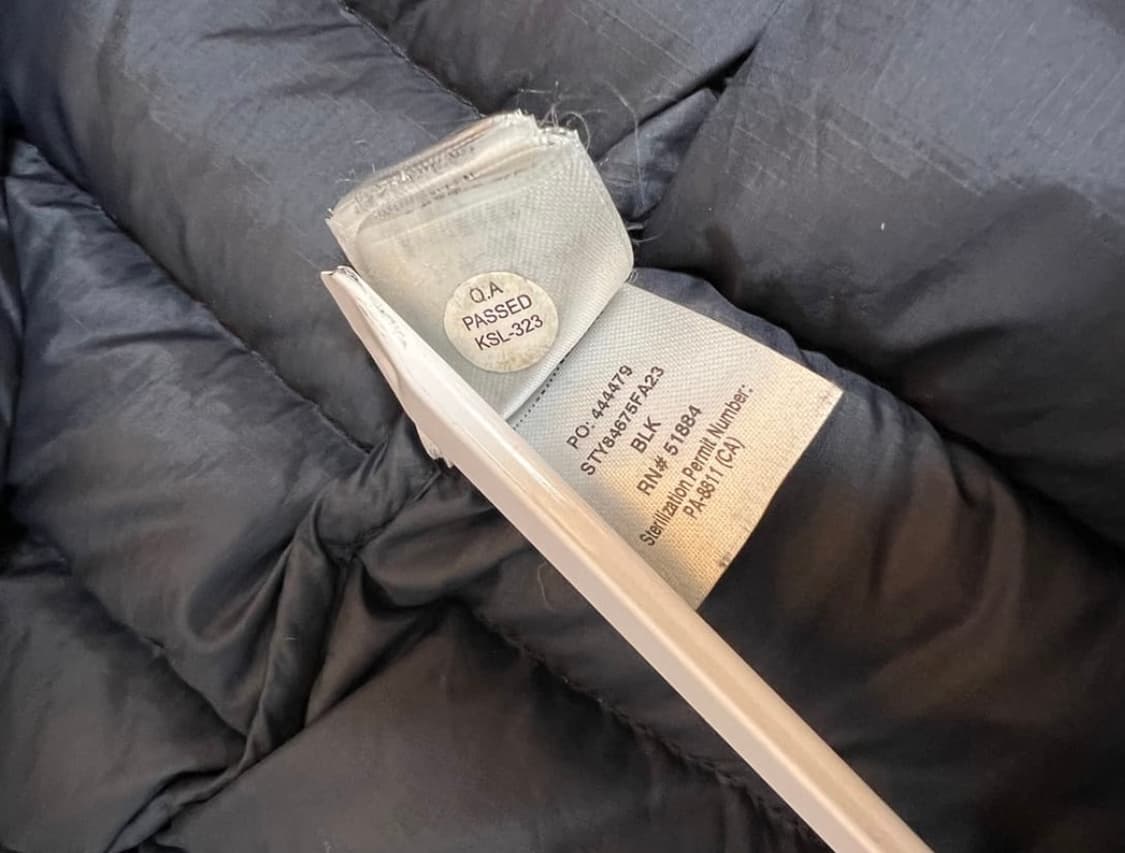 Q.A
PASSED
KSL-323
PO: 444479
STY84675FA23
BLK
RN# 51884
Sterilization Permit Number:
PA-8811 (CA)